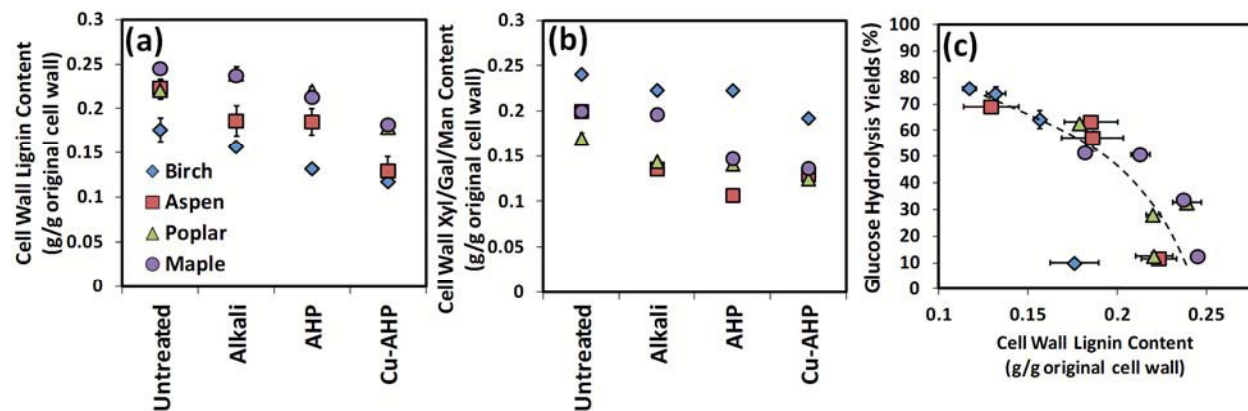 (a)
Cell Wall Lignin Content
(g/g original cell wall)
0.3
0.25
0.2
0.15
0.1
0.05
0
Birch
Aspen
Poplar
Maple
Untreated
Alkali
AHP
Cu-AHP
(b)
Cell Wall Xyl/Gal/Man Content
(g/g original cell wall)
0.3
0.25
0.2
0.15
0.1
0.05
0
Untreated
Alkali
AHP
Cu-AHP
(c)
Glucose Hydrolysis Yields (%)
100
90
80
70
60
50
40
30
20
10
0
0.1
0.15
0.2
0.25
Cell Wall Lignin Content
(g/g original cell wall)